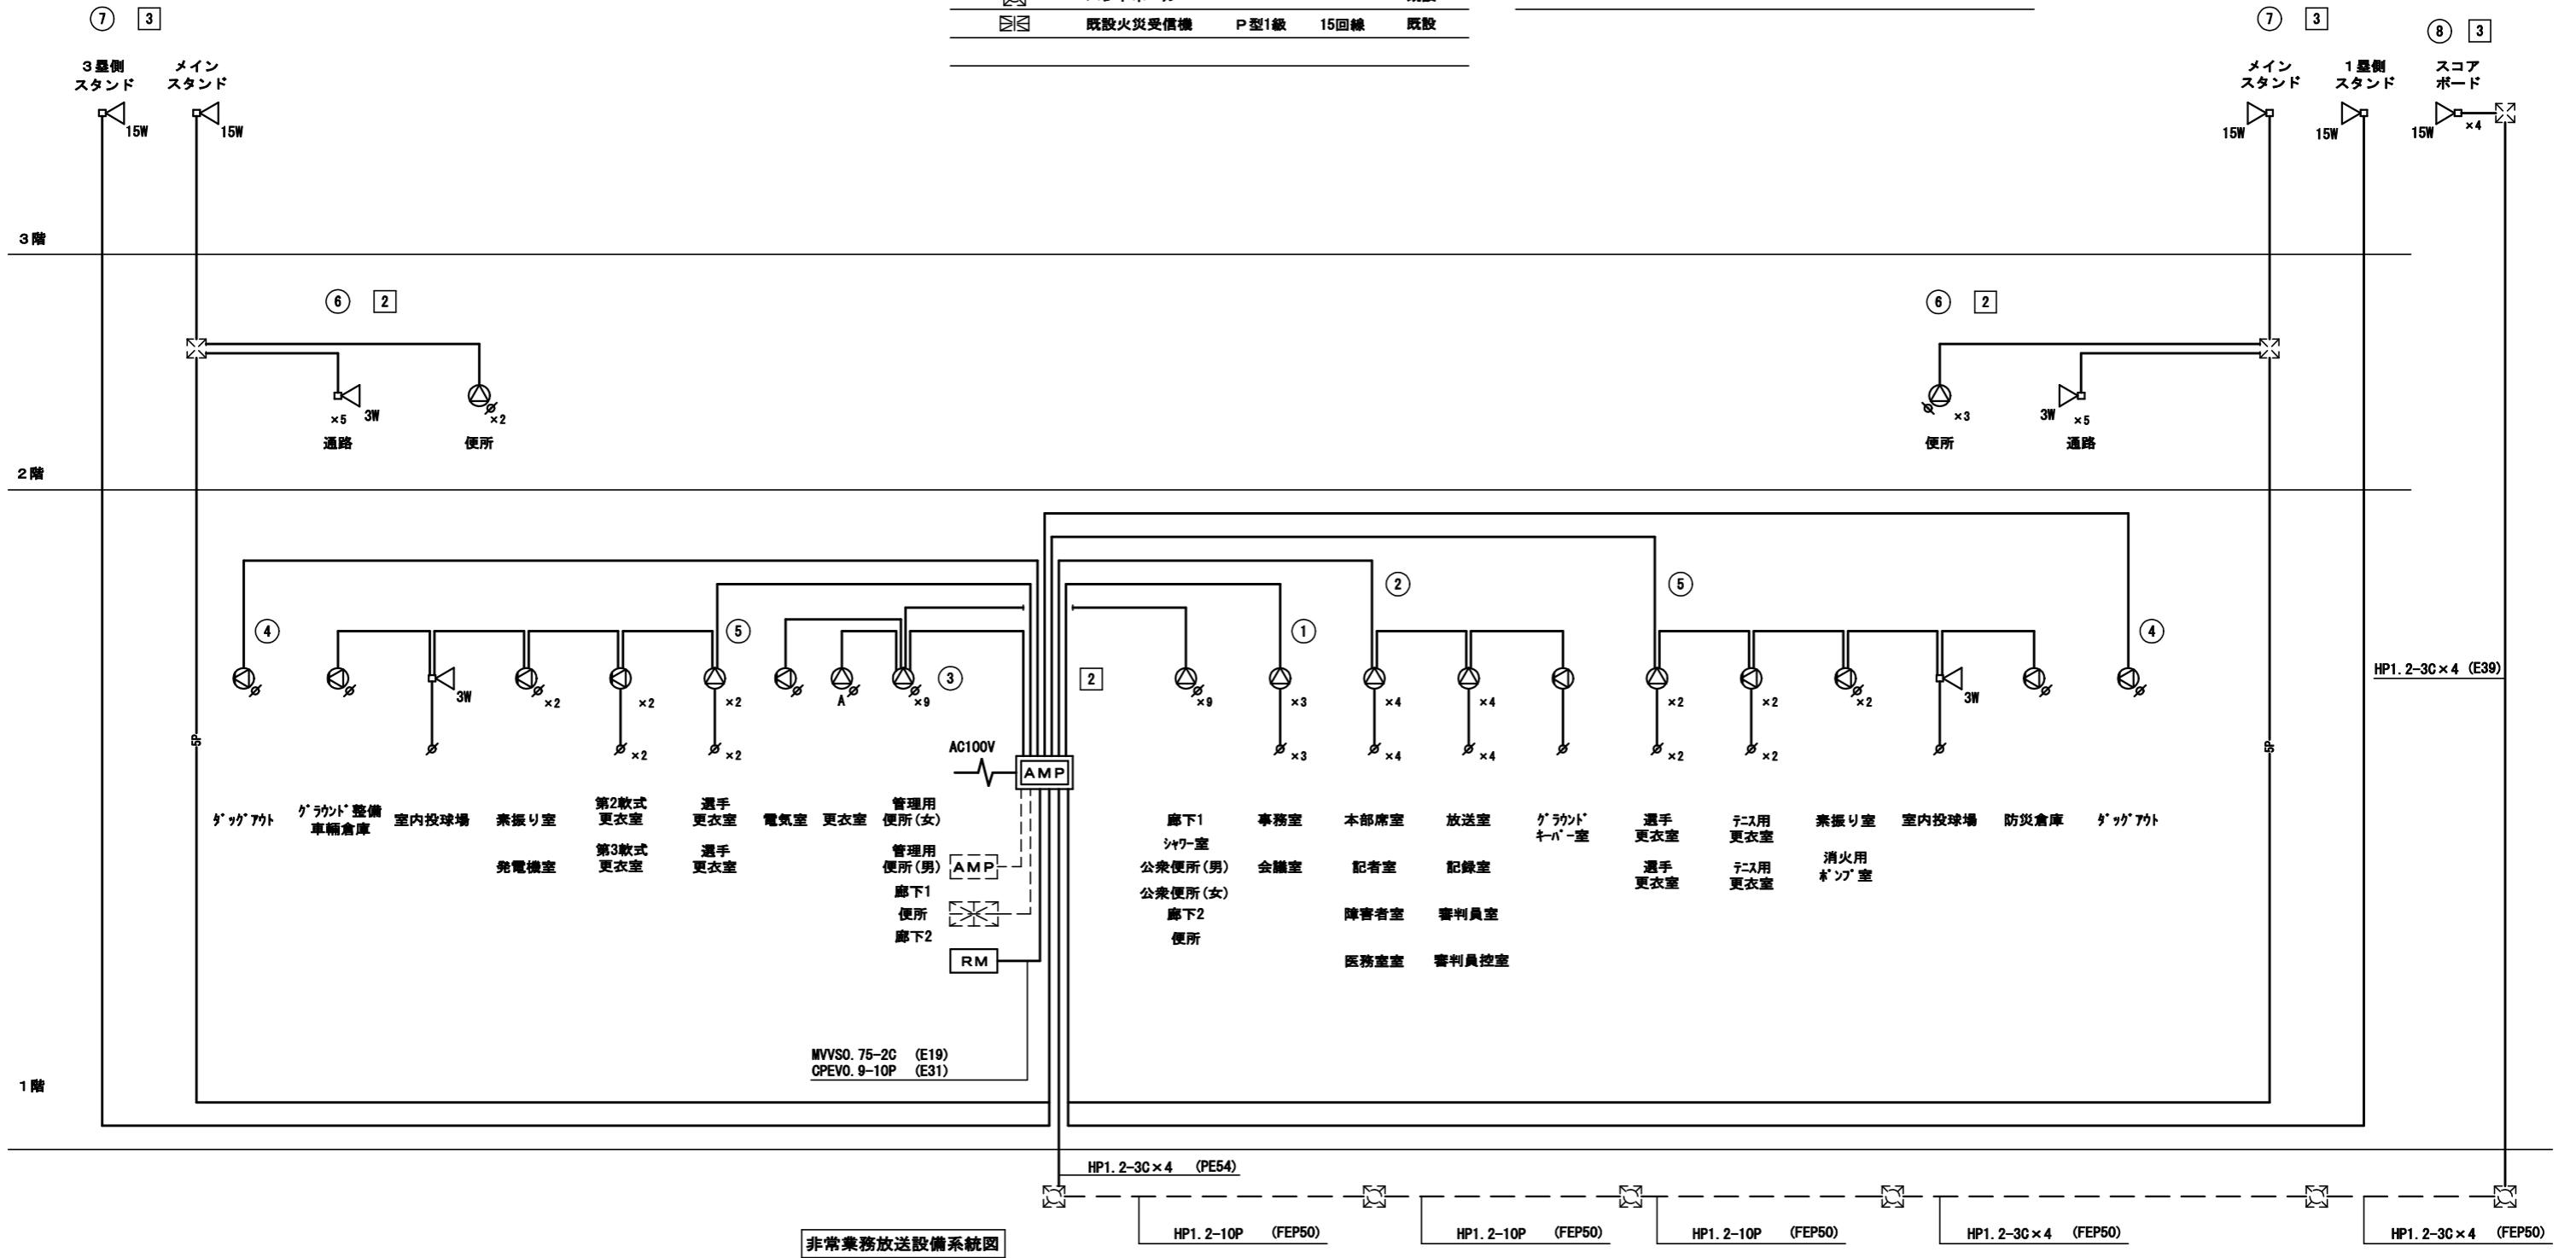 既設火災受信機 P型1級 15回線 既設
⑦ 3
⑦ 3
⑧ 3
3塁側
スタンド
メイン
スタンド
メイン
スタンド
1塁側
スタンド
スコア
ボード
15W
15W
15W
15W
15W
×4
3階
⑥ 2
⑥ 2
×5
3W
×2
×3
3W
×5
通路
便所
便所
通路
2階
②
⑤
④
⑤
①
④
③
2
3W
×2
×2
×2
A
×9
×9
×3
×4
×4
×2
×2
×2
3W
HP1.2-3C×4 (E39)
5P
5P
×2
×2
×3
×4
×4
×2
×2
AC100V
AMP
ダッグアウト
グラウンド整備
車輛倉庫
室内投球場
素振り室
第2軟式
更衣室
選手
更衣室
電気室
更衣室
管理用
便所(女)
廊下1
事務室
本部席室
放送室
グラウンド
キーパー室
選手
更衣室
テニス用
更衣室
素振り室
室内投球場
防災倉庫
ダッグアウト
シャワー室
発電機室
第3軟式
更衣室
選手
更衣室
管理用
便所(男)
AMP
公衆便所(男)
会議室
記者室
記録室
選手
更衣室
テニス用
更衣室
消火用
ポンプ室
廊下1
公衆便所(女)
便所
廊下2
障害者室
審判員室
廊下2
便所
RM
医務室室
審判員控室
MVVS0.75-2C (E19)
CPEV0.9-10P (E31)
1階
HP1.2-3C×4 (PE54)
HP1.2-10P (FEP50)
HP1.2-10P (FEP50)
HP1.2-10P (FEP50)
HP1.2-3C×4 (FEP50)
HP1.2-3C×4 (FEP50)
非常業務放送設備系統図